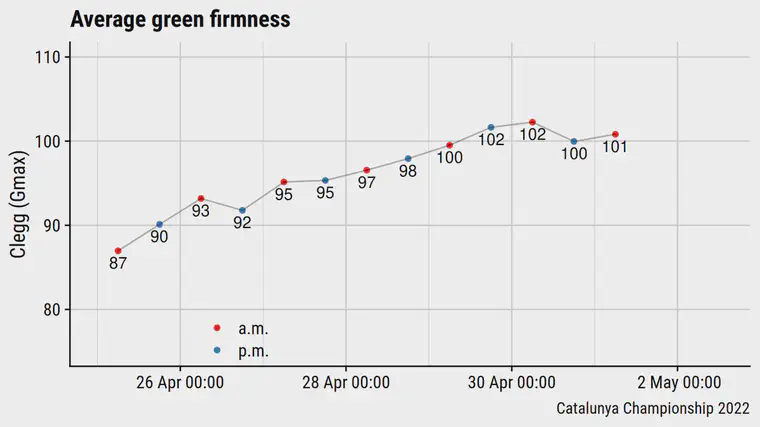 Average green firmness
Clegg (Gmax)
110
100
90
80
87
90
93
92
95
95
97
98
100
102
102
100
101
a.m.
p.m.
26 Apr 00:00
28 Apr 00:00
30 Apr 00:00
2 May 00:00
Catalunya Championship 2022